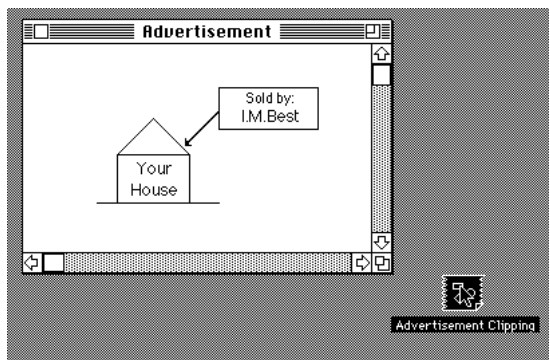 Advertisement
Sold by:
I.M.Best
Your
House
Advertisement Clipping